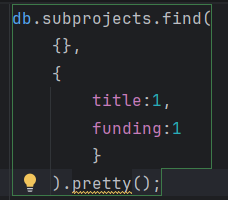 db.subprojects.find(
    {},
    {
        title:1,
        funding:1
        }
    ).pretty();